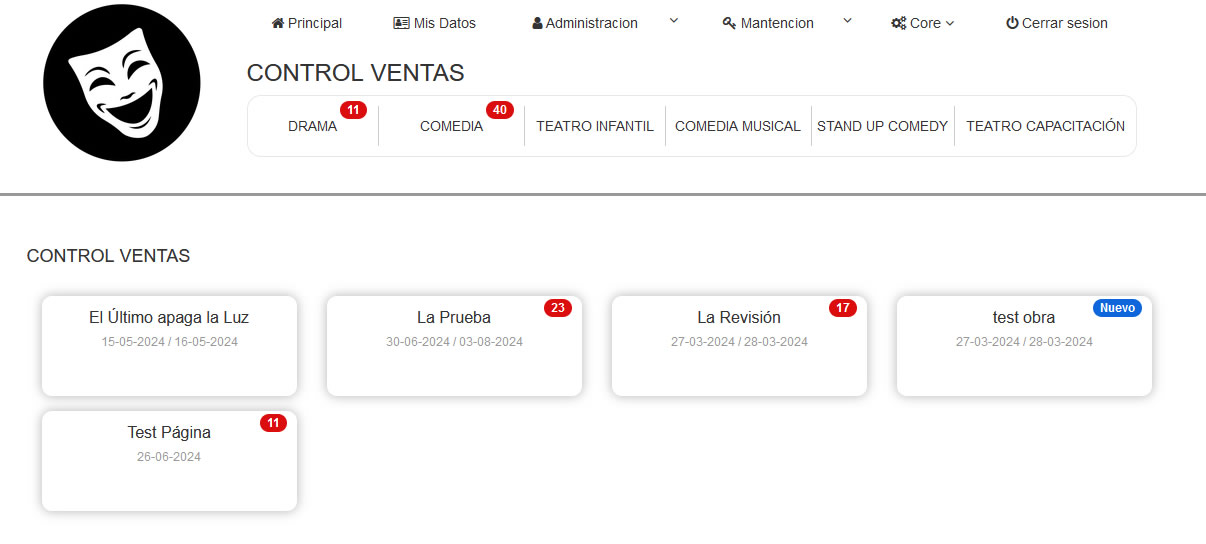 Principal Mis Datos Administracion Mantencion Core Cerrar sesion
CONTROL VENTAS
11 40
DRAMA COMEDIA TEATRO INFANTIL COMEDIA MUSICAL STAND UP COMEDY TEATRO CAPACITACIÓN
CONTROL VENTAS
23 17 Nuevo
El Último apaga la Luz La Prueba La Revisión test obra
15-05-2024 / 16-05-2024 30-06-2024 / 03-08-2024 27-03-2024 / 28-03-2024 27-03-2024 / 28-03-2024
11
Test Página
26-06-2024